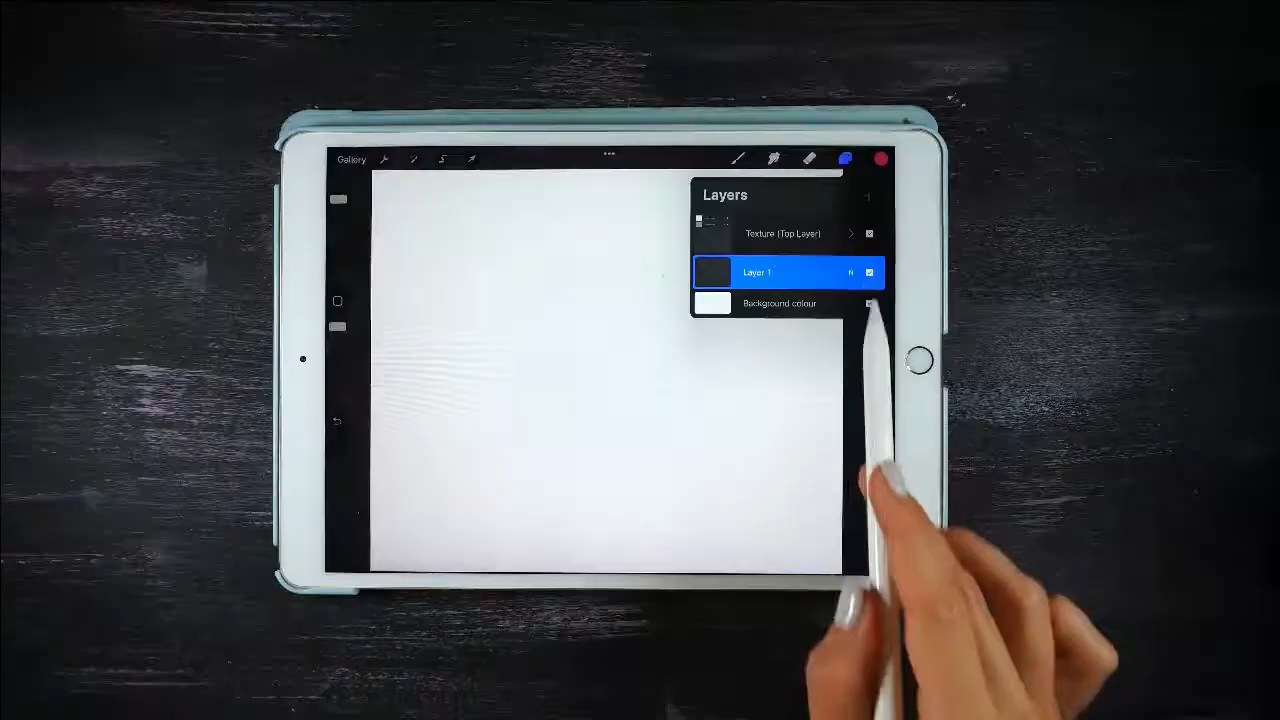 Gallery
Layers
Texture (Top Layer)
Layer 1 N
Background colour